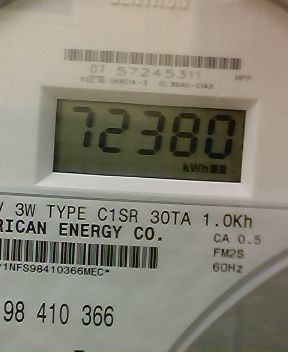 07 57245311
72380
kWh
V 3W TYPE C1SR 30TA 1.0Kh
RICAN ENERGY CO.
CA 0.5
FM2S
60Hz
Y1NFS98410366MEC*
98 410 366